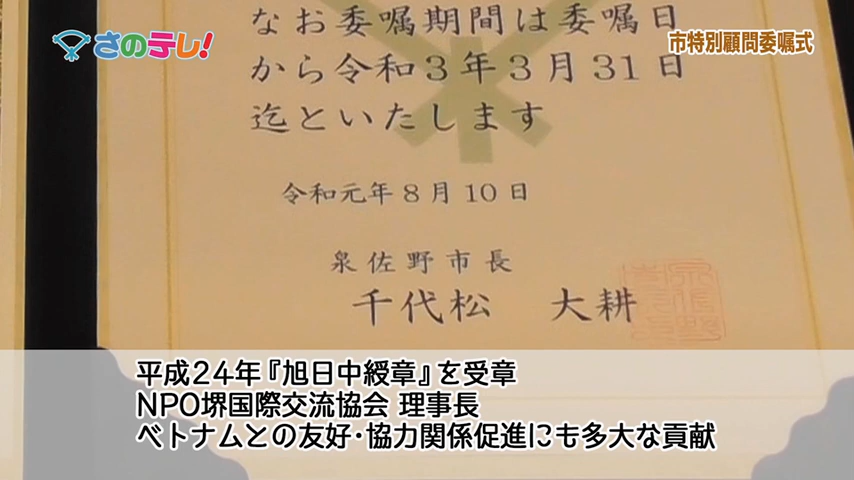 さのテレ!
市特別顧問委嘱式
なお委嘱期間は委嘱日
から令和3年3月31日
迄といたします
令和元年8月10日
泉佐野市長
千代松 大耕
平成24年『旭日中綬章』を受章
NPO堺国際交流協会 理事長
ベトナムとの友好・協力関係促進にも多大な貢献